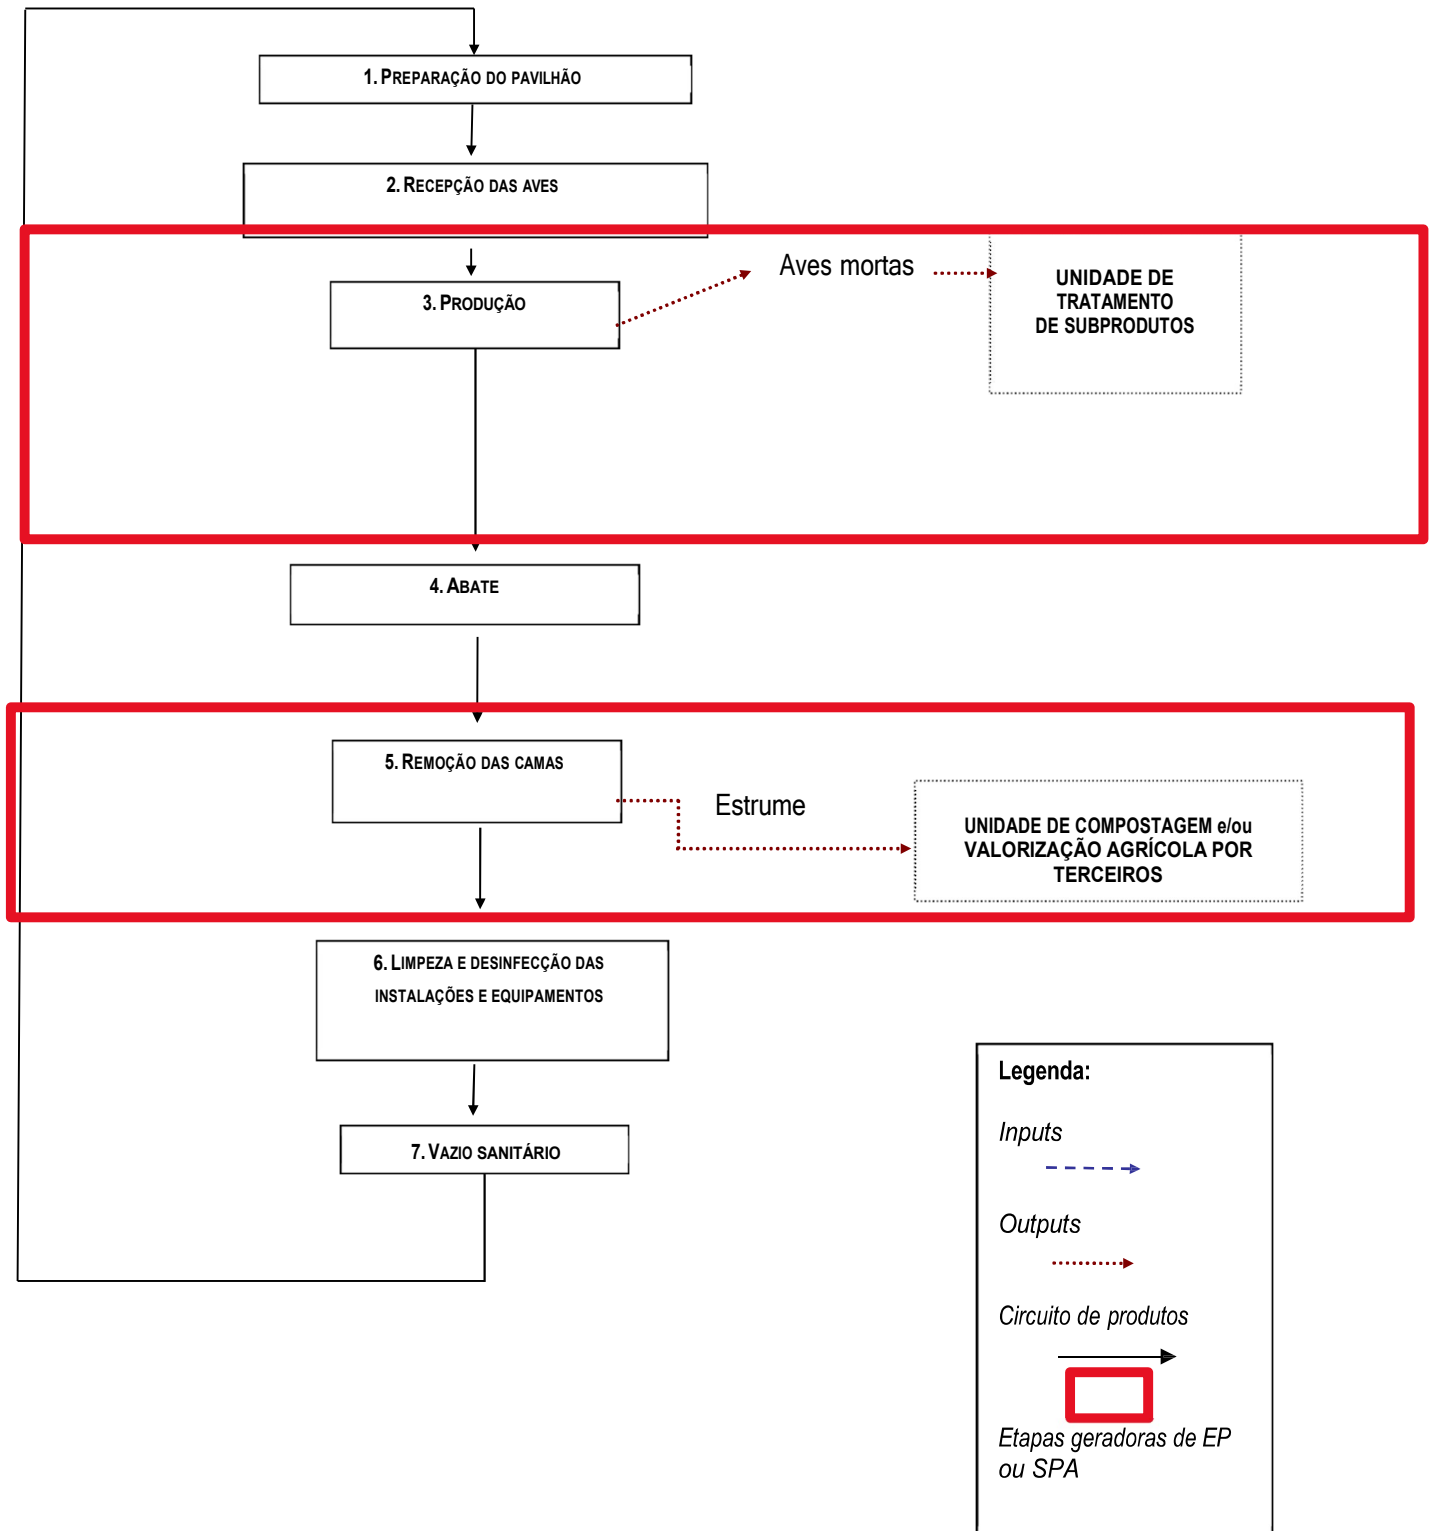 1. PREPARAÇÃO DO PAVILHÃO
2. RECEPÇÃO DAS AVES
Aves mortas
UNIDADE DE
TRATAMENTO
DE SUBPRODUTOS
3. PRODUÇÃO
4. ABATE
5. REMOÇÃO DAS CAMAS
Estrume
UNIDADE DE COMPOSTAGEM e/ou
VALORIZAÇÃO AGRÍCOLA POR
TERCEIROS
6. LIMPEZA E DESINFECÇÃO DAS
INSTALAÇÕES E EQUIPAMENTOS
7. VAZIO SANITÁRIO
Legenda:
Inputs
Outputs
Circuito de produtos
Etapas geradoras de EP
ou SPA